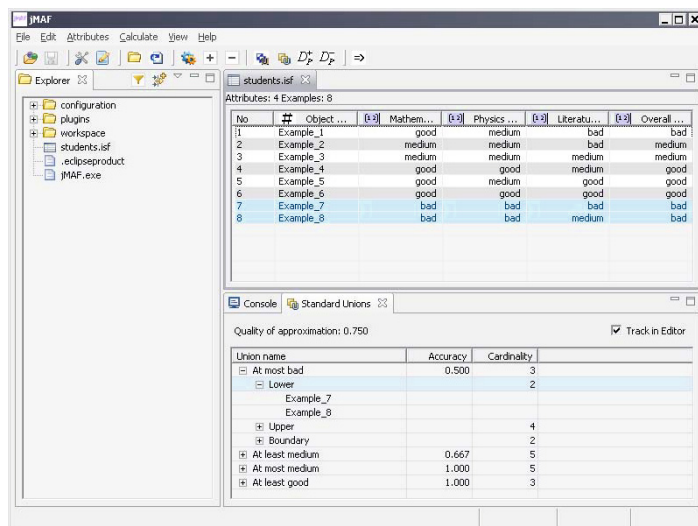 jMAF
File Edit Attributes Calculate View Help
Explorer
configuration
plugins
workspace
students.isf
.eclipseproduct
jMAF.exe
students.isf
Attributes: 4 Examples: 8
No # Object ... [12] Mathem... [12] Physics ... [12] Literatu... [12] Overall ...
1 Example_1 good medium bad bad
2 Example_2 medium medium bad medium
3 Example_3 medium medium medium medium
4 Example_4 good good medium good
5 Example_5 good medium good good
6 Example_6 good good good good
7 Example_7 bad bad bad bad
8 Example_8 bad bad medium bad
Console Standard Unions
Quality of approximation: 0.750 Track in Editor
Union name Accuracy Cardinality
At most bad 0.500 3
Lower 2
Example_7
Example_8
Upper 4
Boundary 2
At least medium 0.667 5
At most medium 1.000 5
At least good 1.000 3